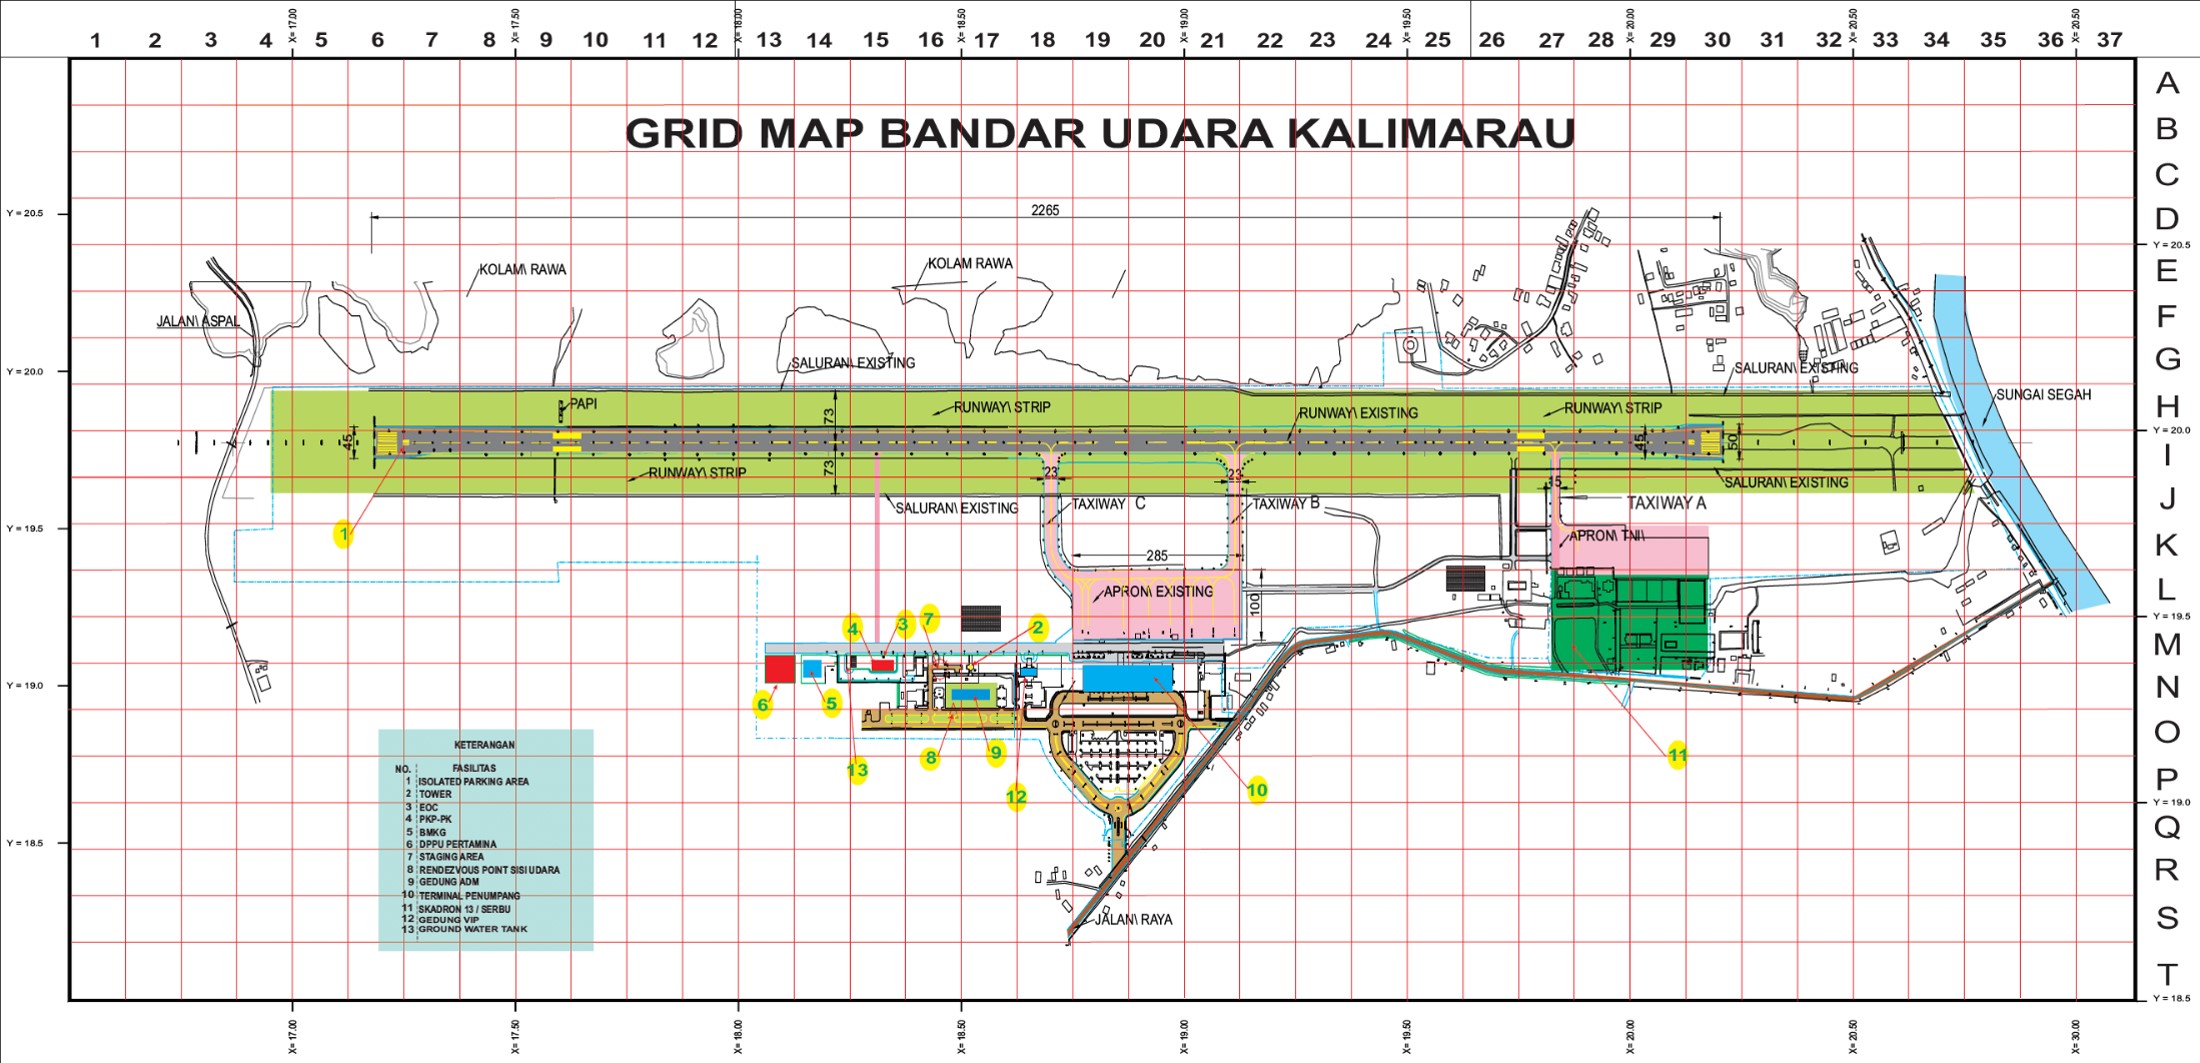 X= 17.00 X= 17.50 X= 18.00 X= 18.50 X= 19.00 X= 19.50 X= 20.00 X= 20.50 X= 20.50
1 2 3 4 5 6 7 8 9 10 11 12 13 14 15 16 17 18 19 20 21 22 23 24 25 26 27 28 29 30 31 32 33 34 35 36 37
A
GRID MAP BANDAR UDARA KALIMARAU
B
C
Y = 20.5
2265
D
Y = 20.5
KOLAM\ RAWA
KOLAM RAWA
E
JALAN\ ASPAL
F
SALURAN\ EXISTING
SALURAN\ EXISTING
G
Y = 20.0
SUNGAI SEGAH
PAPI
73
RUNWAY\ STRIP
RUNWAY\ EXISTING
RUNWAY\ STRIP
H
Y = 20.0
45
45
50
RUNWAY\ STRIP
73
23
23
I
SALURAN\ EXISTING
15
SALURAN\ EXISTING
TAXIWAY C
TAXIWAY B
TAXIWAY A
J
Y = 19.5
1
APRON\ TNI\
K
285
APRON\ EXISTING
100
L
Y = 19.5
4
3
7
2
M
Y = 19.0
6
5
N
8
9
13
12
10
11
O
P
Y = 19.0
Q
Y = 18.5
R
JALAN\ RAYA
S
T
Y = 18.5
KETERANGAN
NO. FASILITAS
1 ISOLATED PARKING AREA
2 TOWER
3 EOC
4 PKP-PK
5 BMKG
6 DPPU PERTAMINA
7 STAGING AREA
8 RENDEZVOUS POINT SISI UDARA
9 GEDUNG ADM
10 TERMINAL PENUMPANG
11 SKADRON 13 / SERBU
12 GEDUNG VIP
13 GROUND WATER TANK
X= 17.00 X= 17.50 X= 18.00 X= 18.50 X= 19.00 X= 19.50 X= 20.00 X= 20.50 X= 30.00